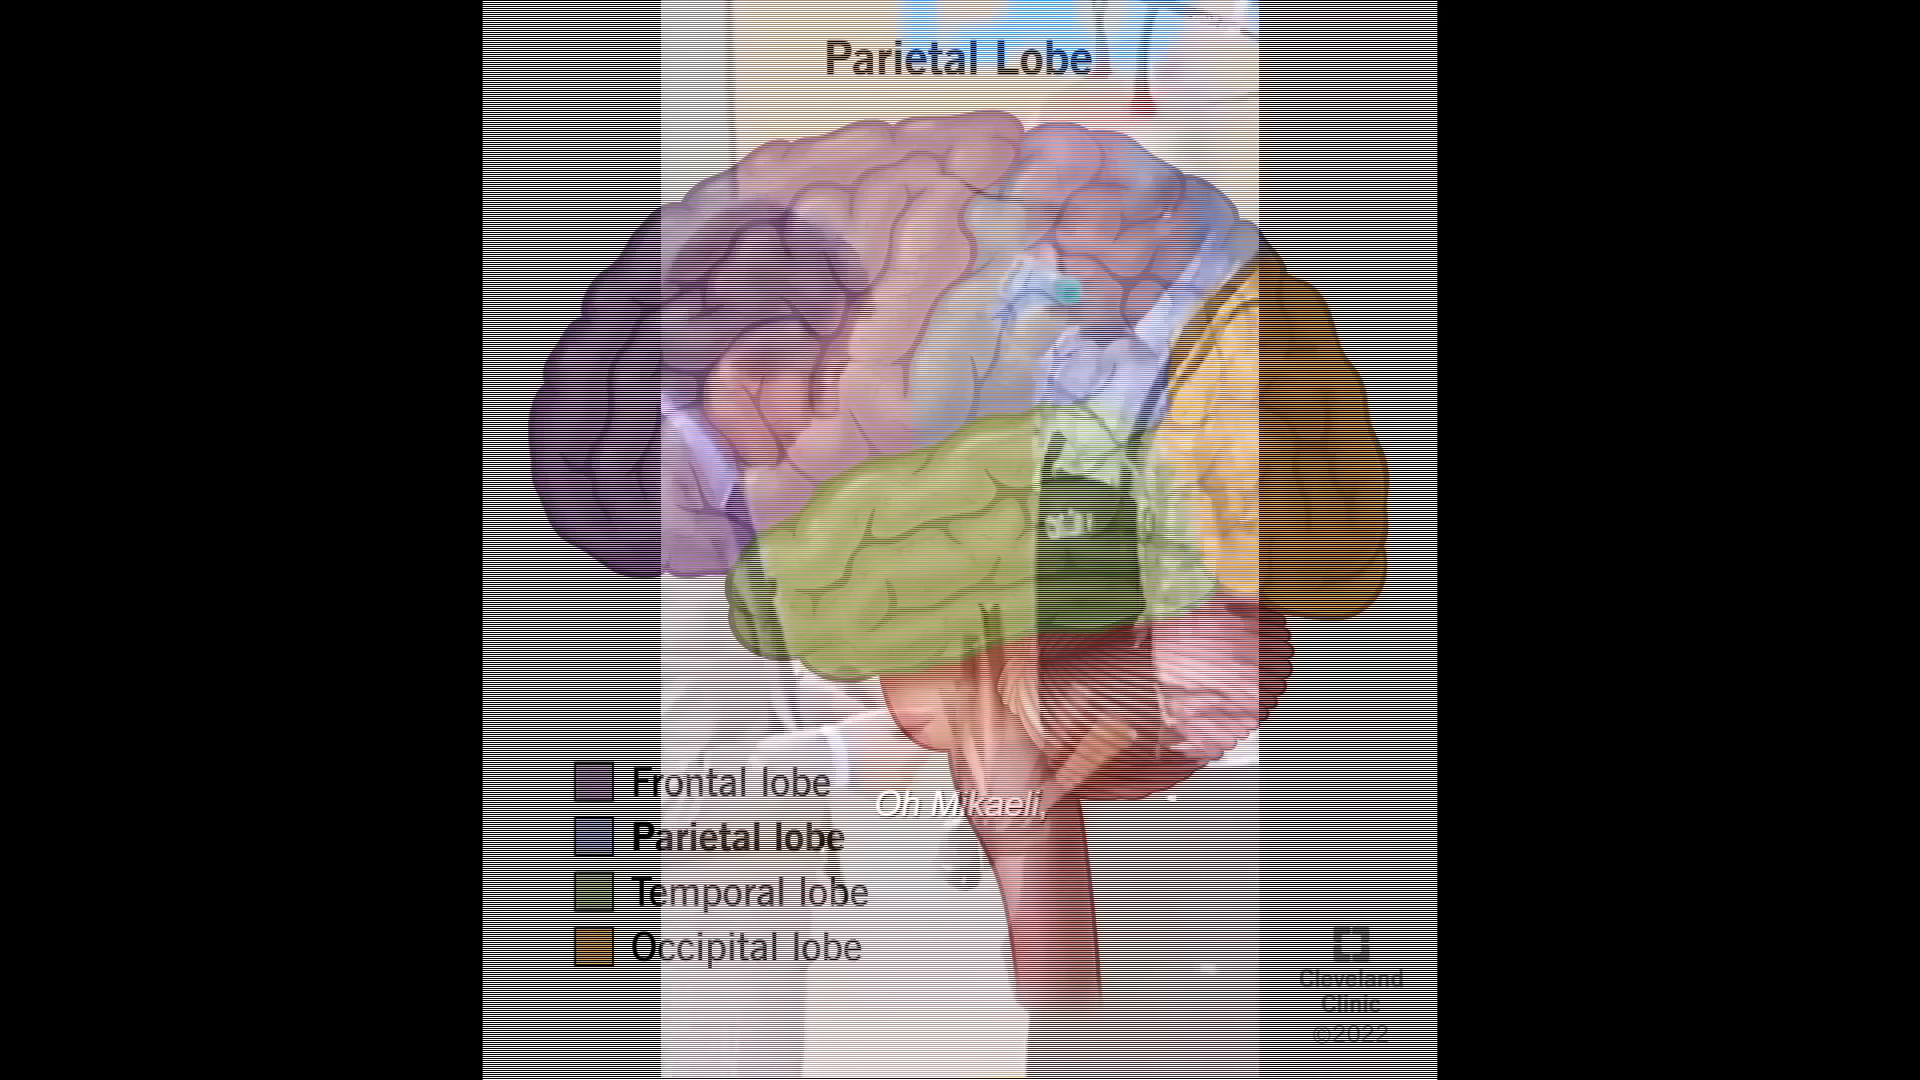 Parietal Lobe
Oh Mikaeli,
Frontal lobe
Parietal lobe
Temporal lobe
Occipital lobe
Cleveland
Clinic
©2022